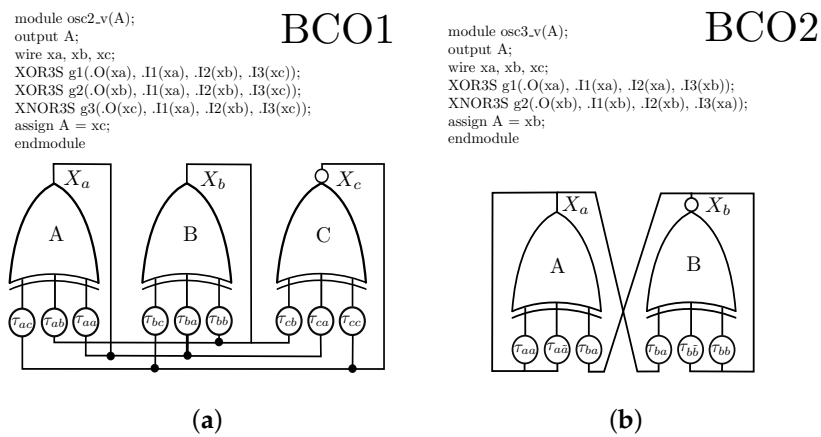 module osc2_v(A);
output A;
wire xa, xb, xc;
XOR3S g1(.O(xa), .I1(xa), .I2(xb), .I3(xc));
XOR3S g2(.O(xb), .I1(xa), .I2(xb), .I3(xc));
XNOR3S g3(.O(xc), .I1(xa), .I2(xb), .I3(xc));
assign A = xc;
endmodule
BCO1
X_a
X_b
X_c
A
B
C
τ_ac τ_ab τ_aa
τ_bc τ_ba τ_bb
τ_cb τ_ca τ_cc
(a)
module osc3_v(A);
output A;
wire xa, xb, xc;
XOR3S g1(.O(xa), .I1(xa), .I2(xa), .I3(xb));
XNOR3S g2(.O(xb), .I1(xb), .I2(xb), .I3(xa));
assign A = xb;
endmodule
BCO2
X_a
X_b
A
B
τ_aa τ_aā τ_ba
τ_ba τ_bb̄ τ_bb
(b)